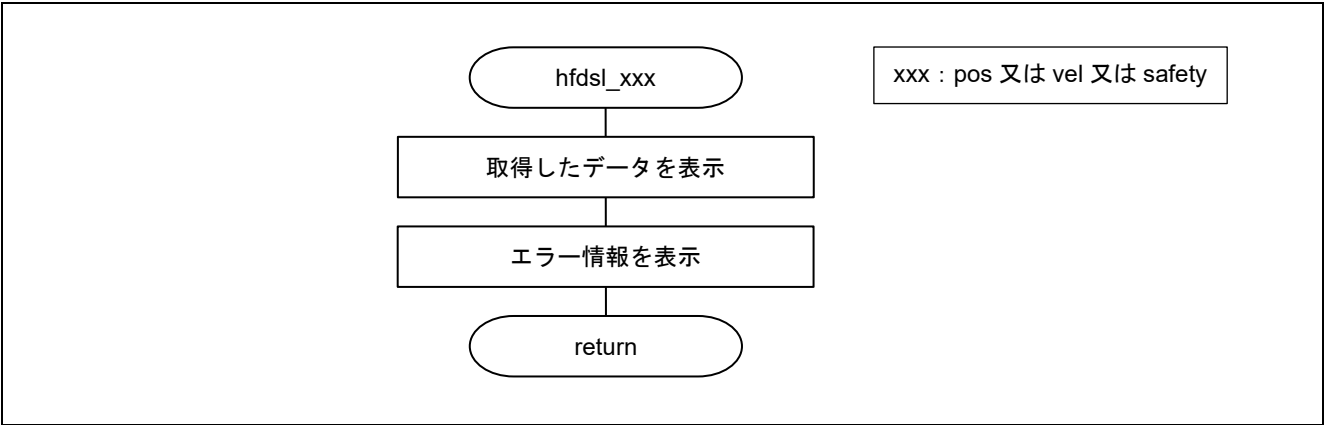 hfdsl_xxx
xxx：pos 又は vel 又は safety
取得したデータを表示
エラー情報を表示
return